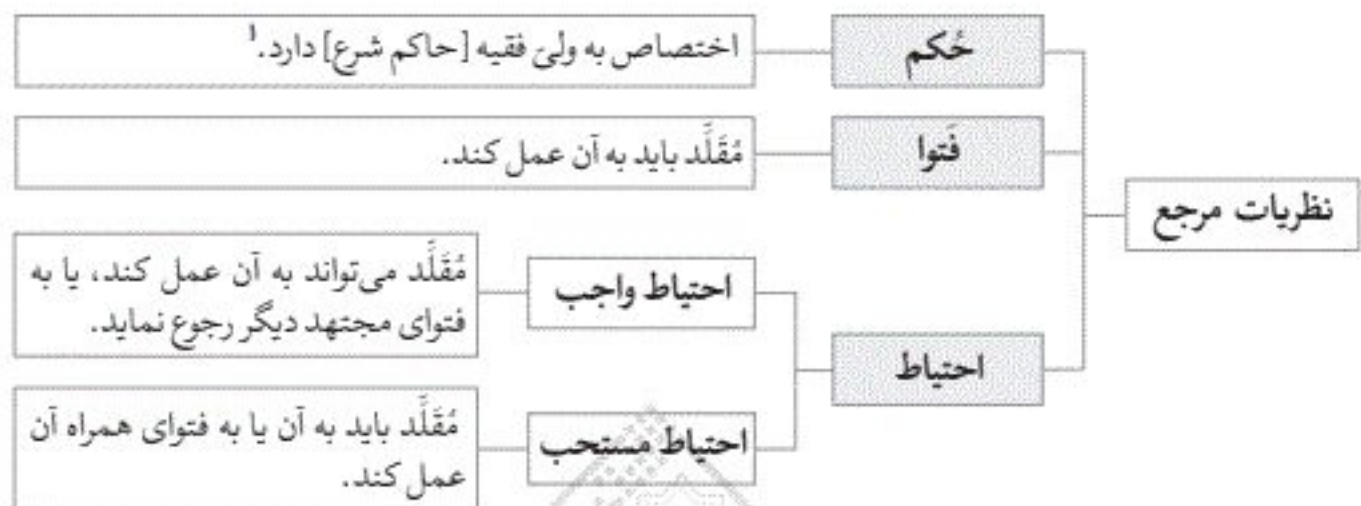 نظریات مرجع
حُکم
اختصاص به ولیّ فقیه [حاکم شرع] دارد.¹
فَتوا
مُقَلَّد باید به آن عمل کند.
احتیاط
احتیاط واجب
مُقَلَّد می‌تواند به آن عمل کند، یا به
فتوای مجتهد دیگر رجوع نماید.
احتیاط مستحب
مُقَلَّد باید به آن یا به فتوای همراه آن
عمل کند.